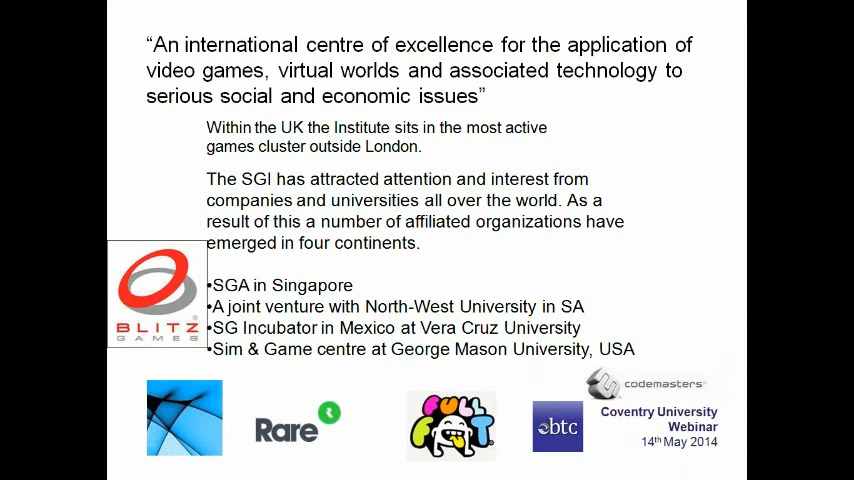 “An international centre of excellence for the application of
video games, virtual worlds and associated technology to
serious social and economic issues”
Within the UK the Institute sits in the most active
games cluster outside London.
The SGI has attracted attention and interest from
companies and universities all over the world. As a
result of this a number of affiliated organizations have
emerged in four continents.
•SGA in Singapore
•A joint venture with North-West University in SA
•SG Incubator in Mexico at Vera Cruz University
•Sim & Game centre at George Mason University, USA
BLITZ®
GAMES
Rare
FULL
FAT
ebtc
codemasters™
Coventry University
Webinar
14th May 2014